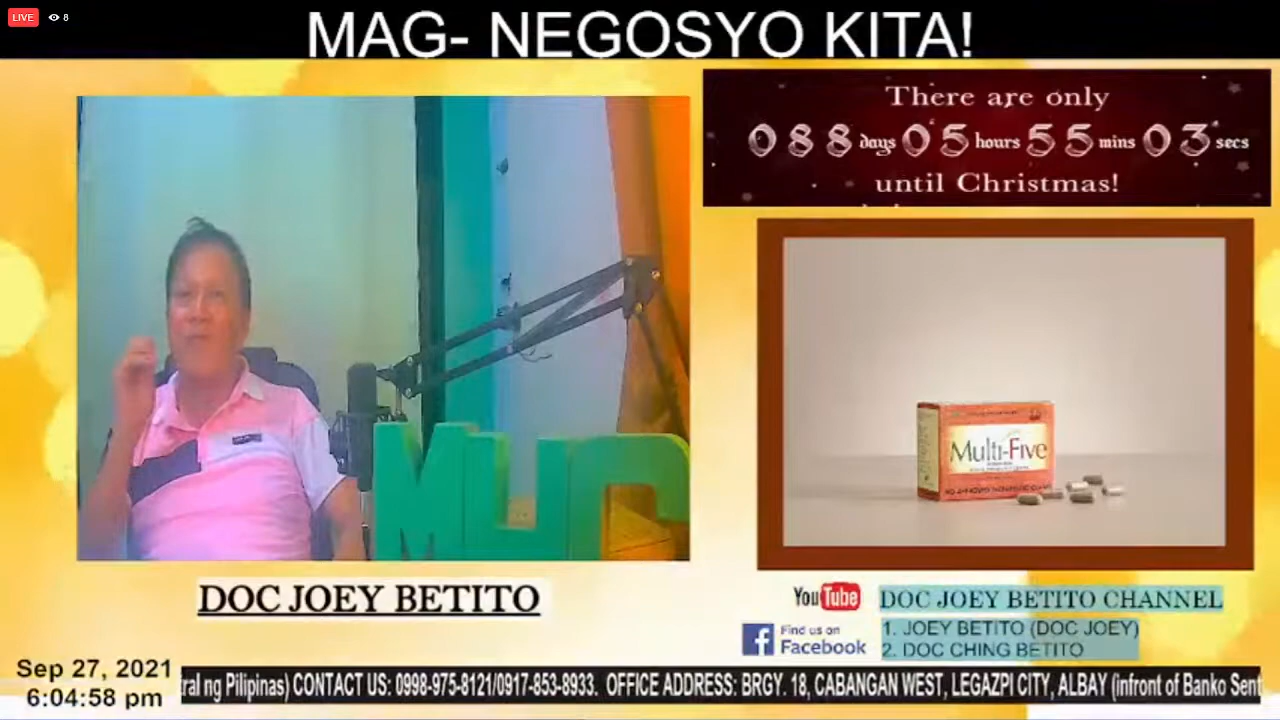 LIVE 8
MAG- NEGOSYO KITA!
There are only
088 days 05 hours 55 mins 03 secs
until Christmas!
Multi-Five
DOC JOEY BETITO
YouTube DOC JOEY BETITO CHANNEL
Find us on
Facebook
1. JOEY BETITO (DOC JOEY)
2. DOC CHING BETITO
Sep 27, 2021
6:04:58 pm
tral ng Pilipinas) CONTACT US: 0998-975-8121/0917-853-8933. OFFICE ADDRESS: BRGY. 18, CABANGAN WEST, LEGAZPI CITY, ALBAY (infront of Banko Sent